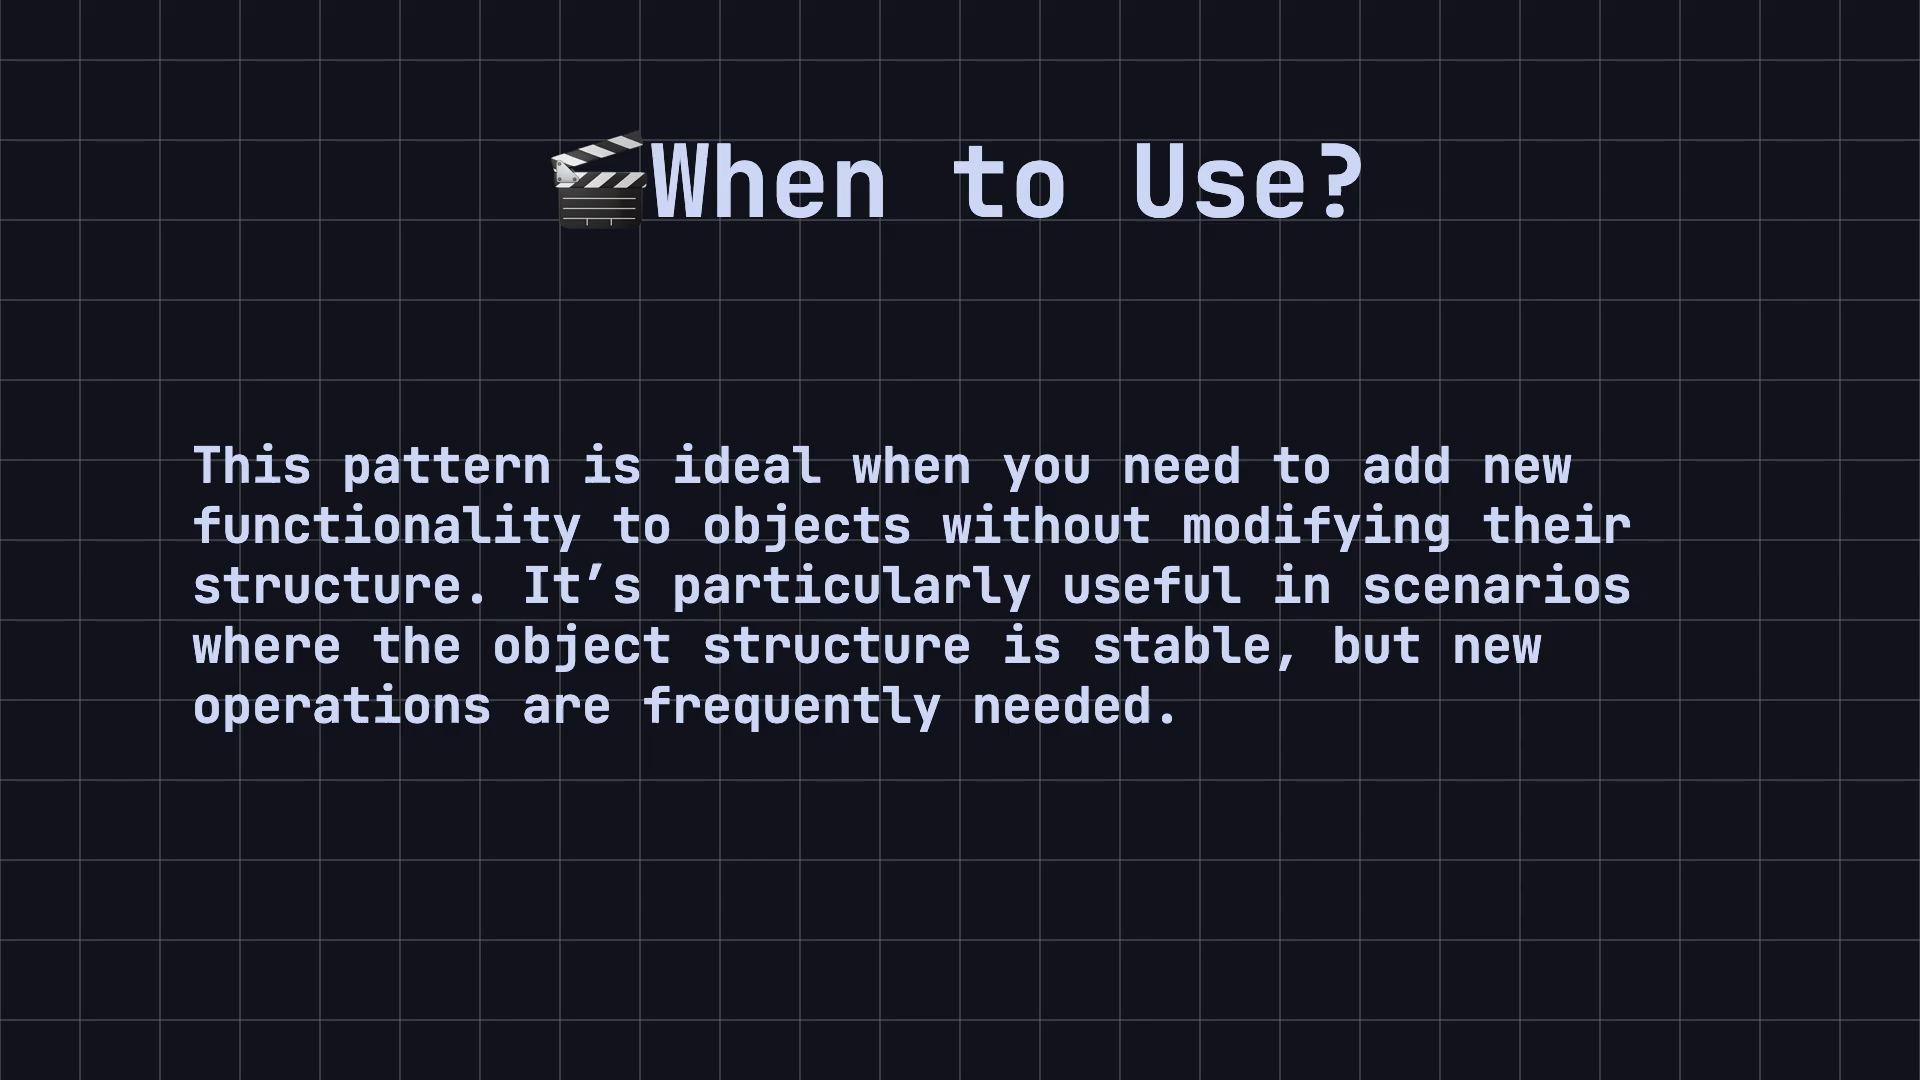 🎬When to Use?
This pattern is ideal when you need to add new
functionality to objects without modifying their
structure. It’s particularly useful in scenarios
where the object structure is stable, but new
operations are frequently needed.